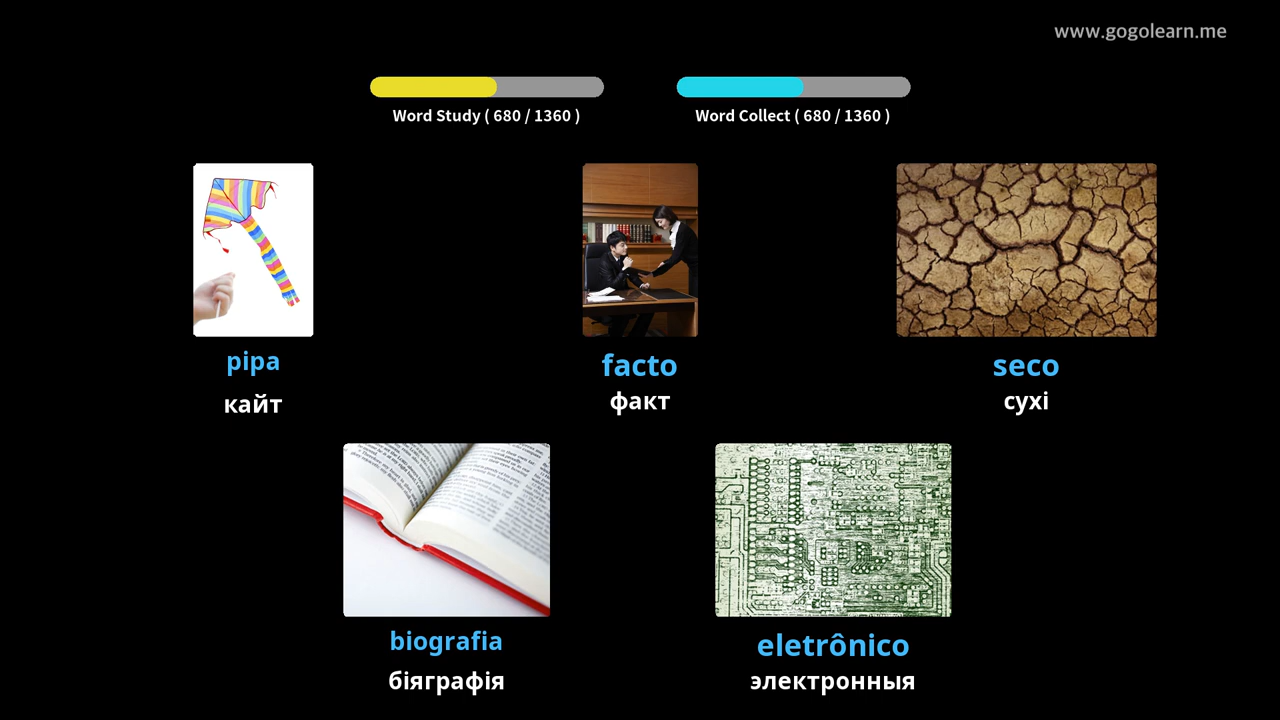 www.gogolearn.me
Word Study ( 680 / 1360 )
Word Collect ( 680 / 1360 )
pipa
кайт
facto
факт
seco
сухі
biografia
біяграфія
eletrônico
электронныя